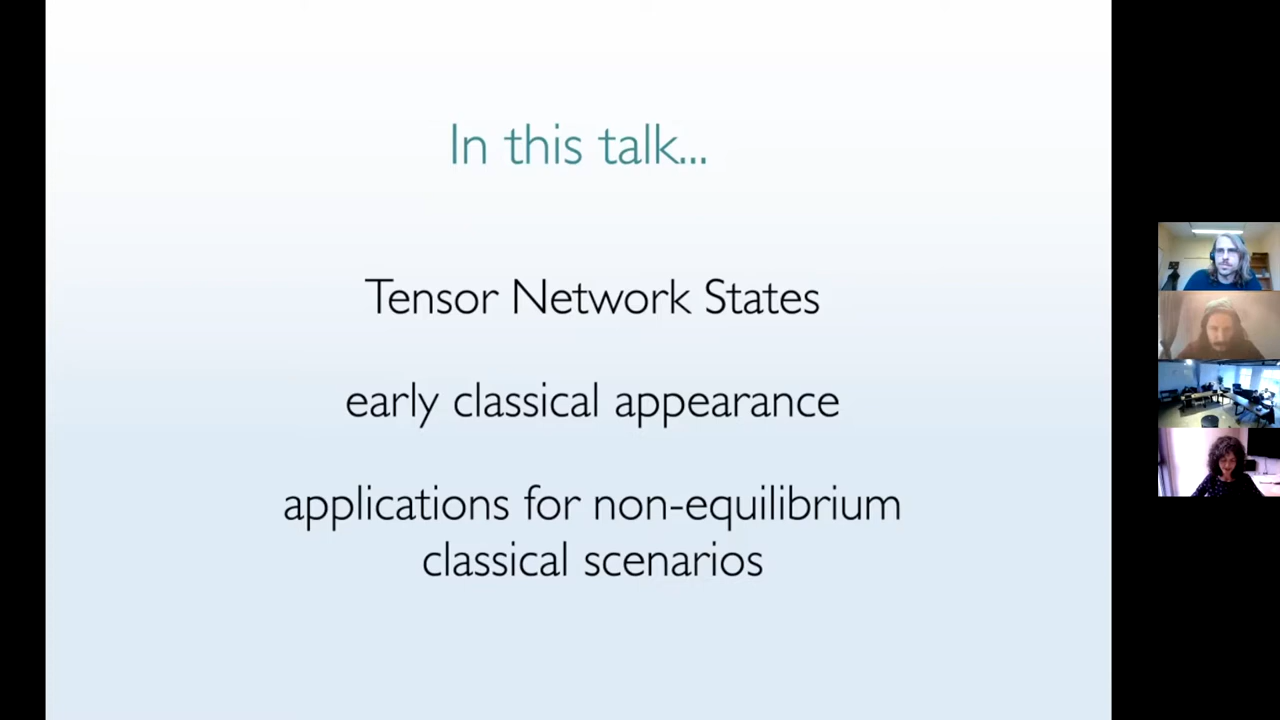 In this talk...
Tensor Network States
early classical appearance
applications for non-equilibrium
classical scenarios